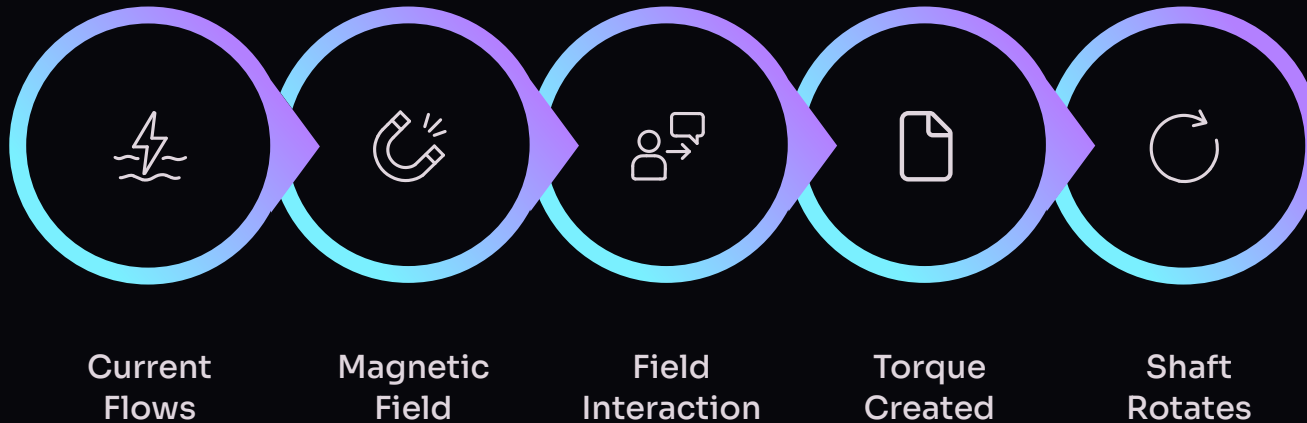 Current
Flows
Magnetic
Field
Field
Interaction
Torque
Created
Shaft
Rotates